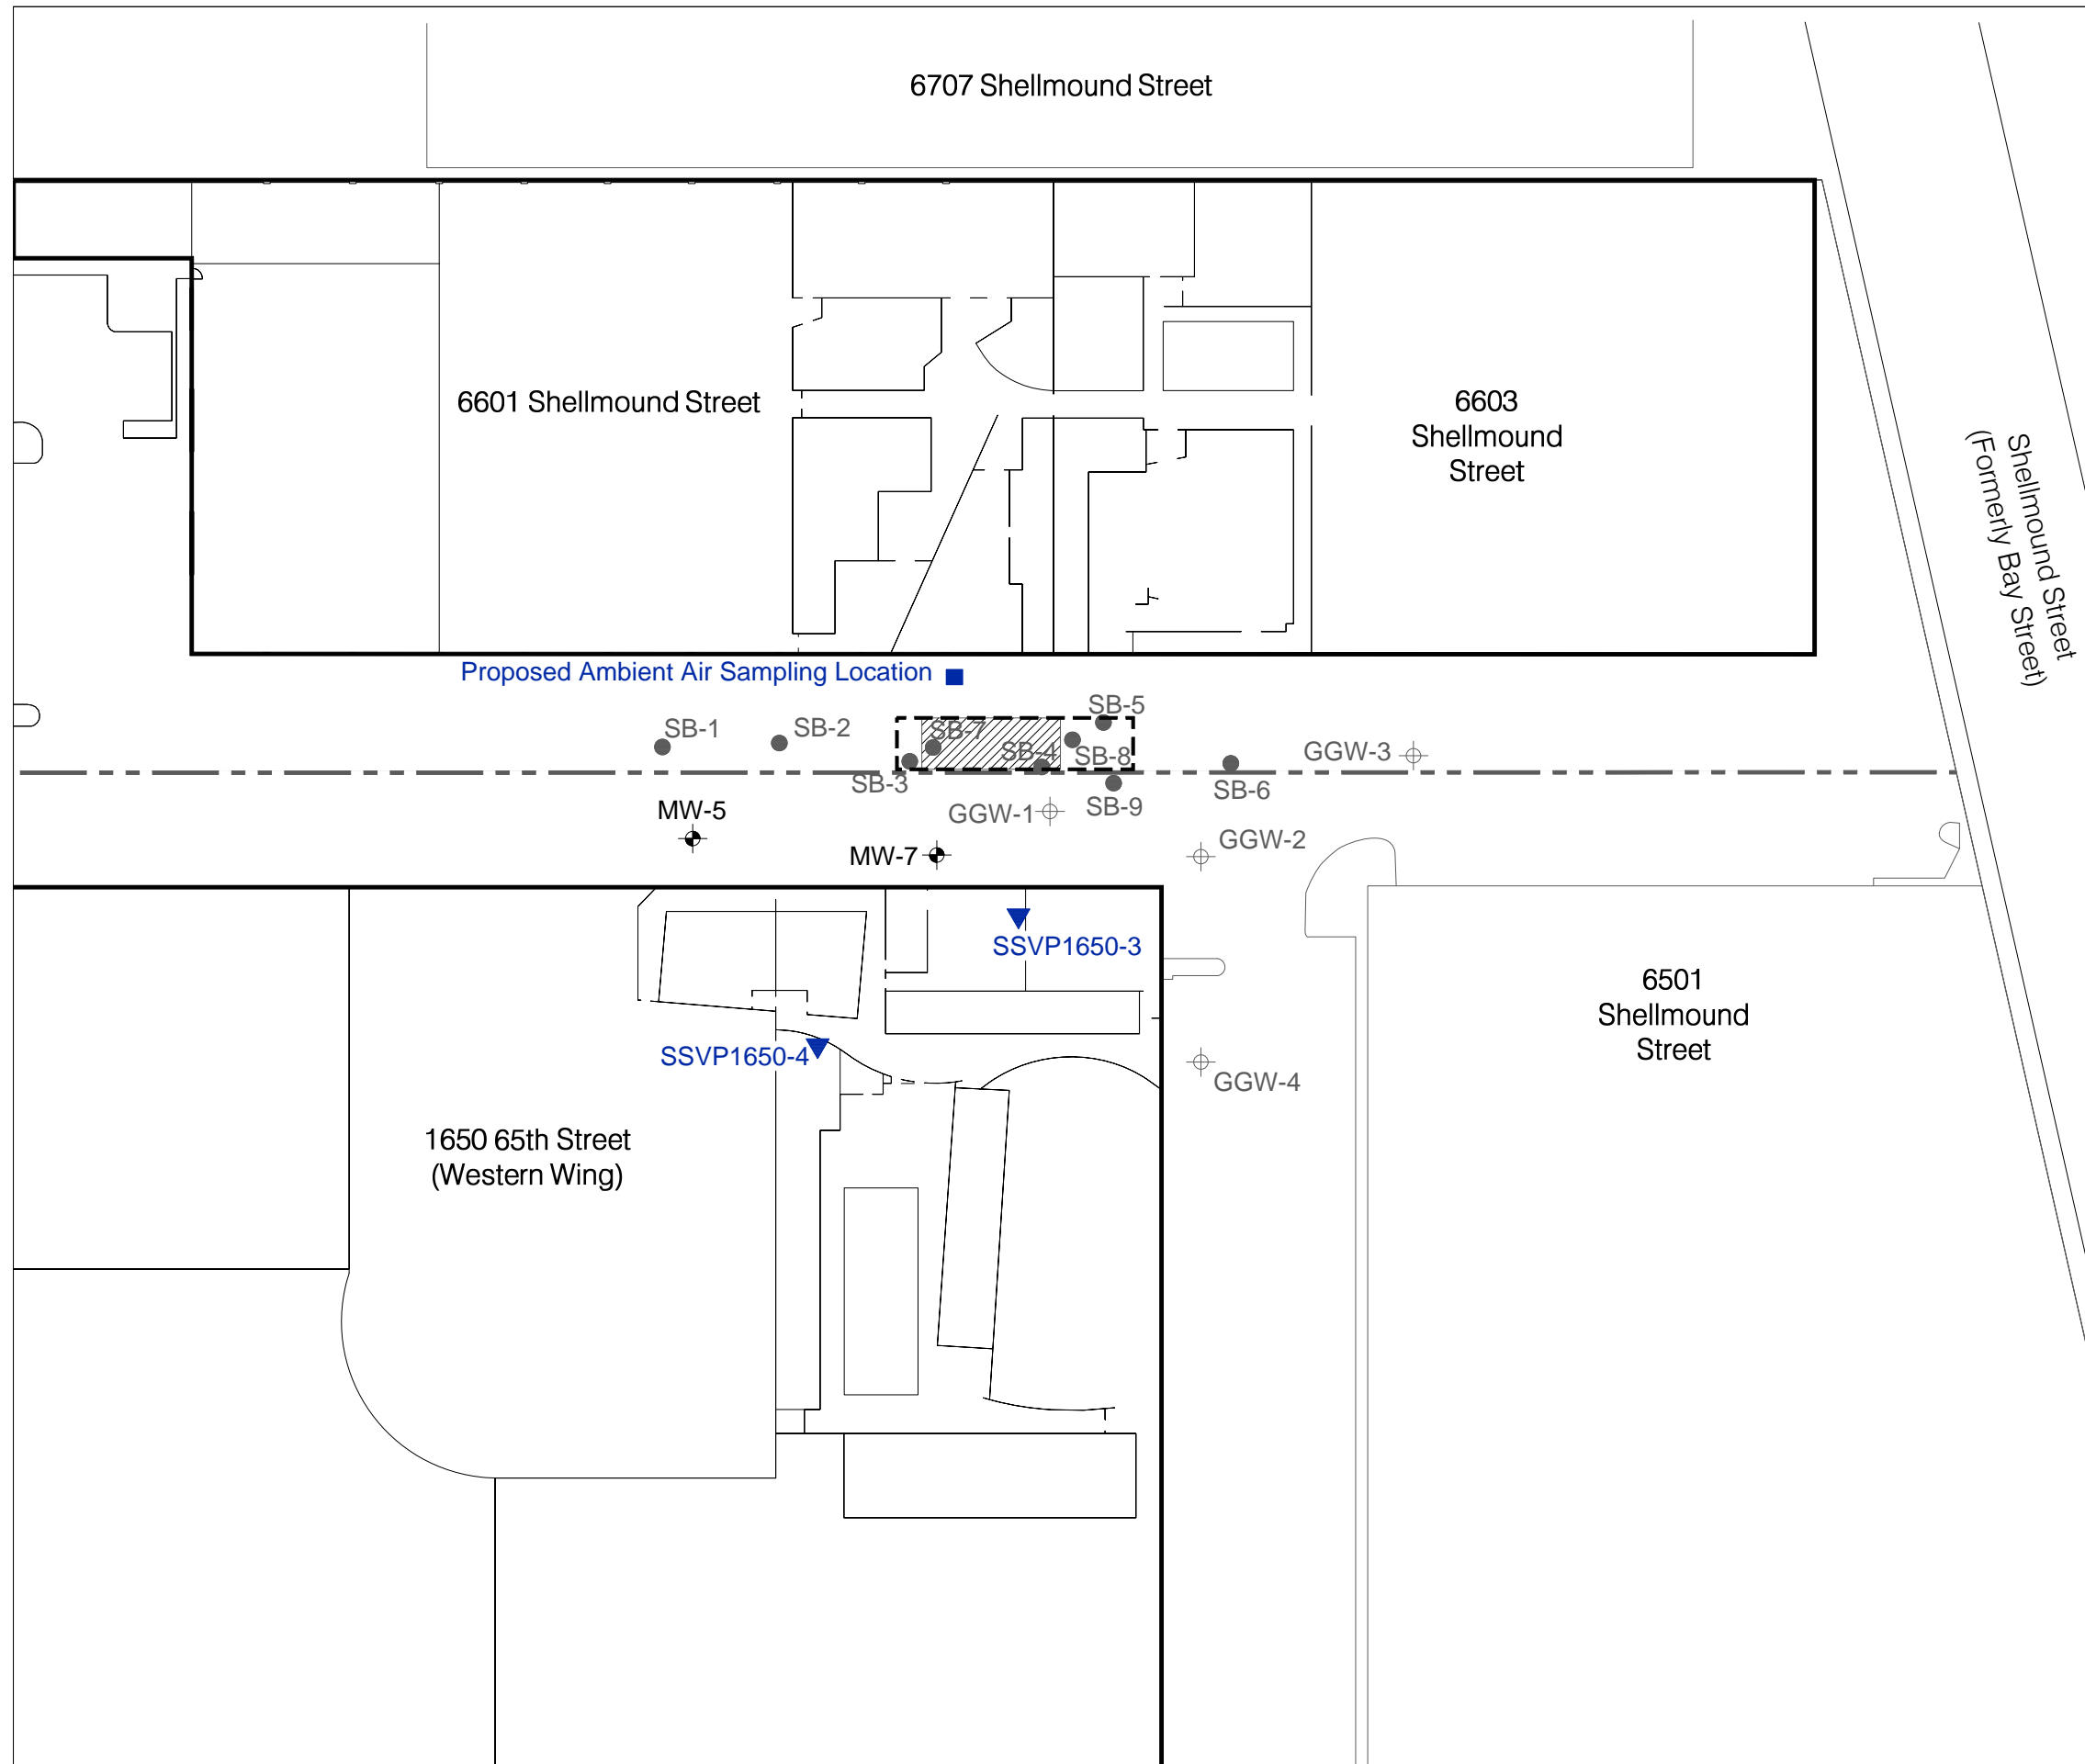 6707 Shellmound Street
6601 Shellmound Street
6603
Shellmound
Street
Shellmound Street
(Formerly Bay Street)
Proposed Ambient Air Sampling Location
SB-5
SB-1
SB-2
SB-7
SB-4
SB-8
GGW-3
SB-3
SB-6
MW-5
GGW-1
SB-9
GGW-2
MW-7
SSVP1650-3
6501
Shellmound
Street
SSVP1650-4
GGW-4
1650 65th Street
(Western Wing)